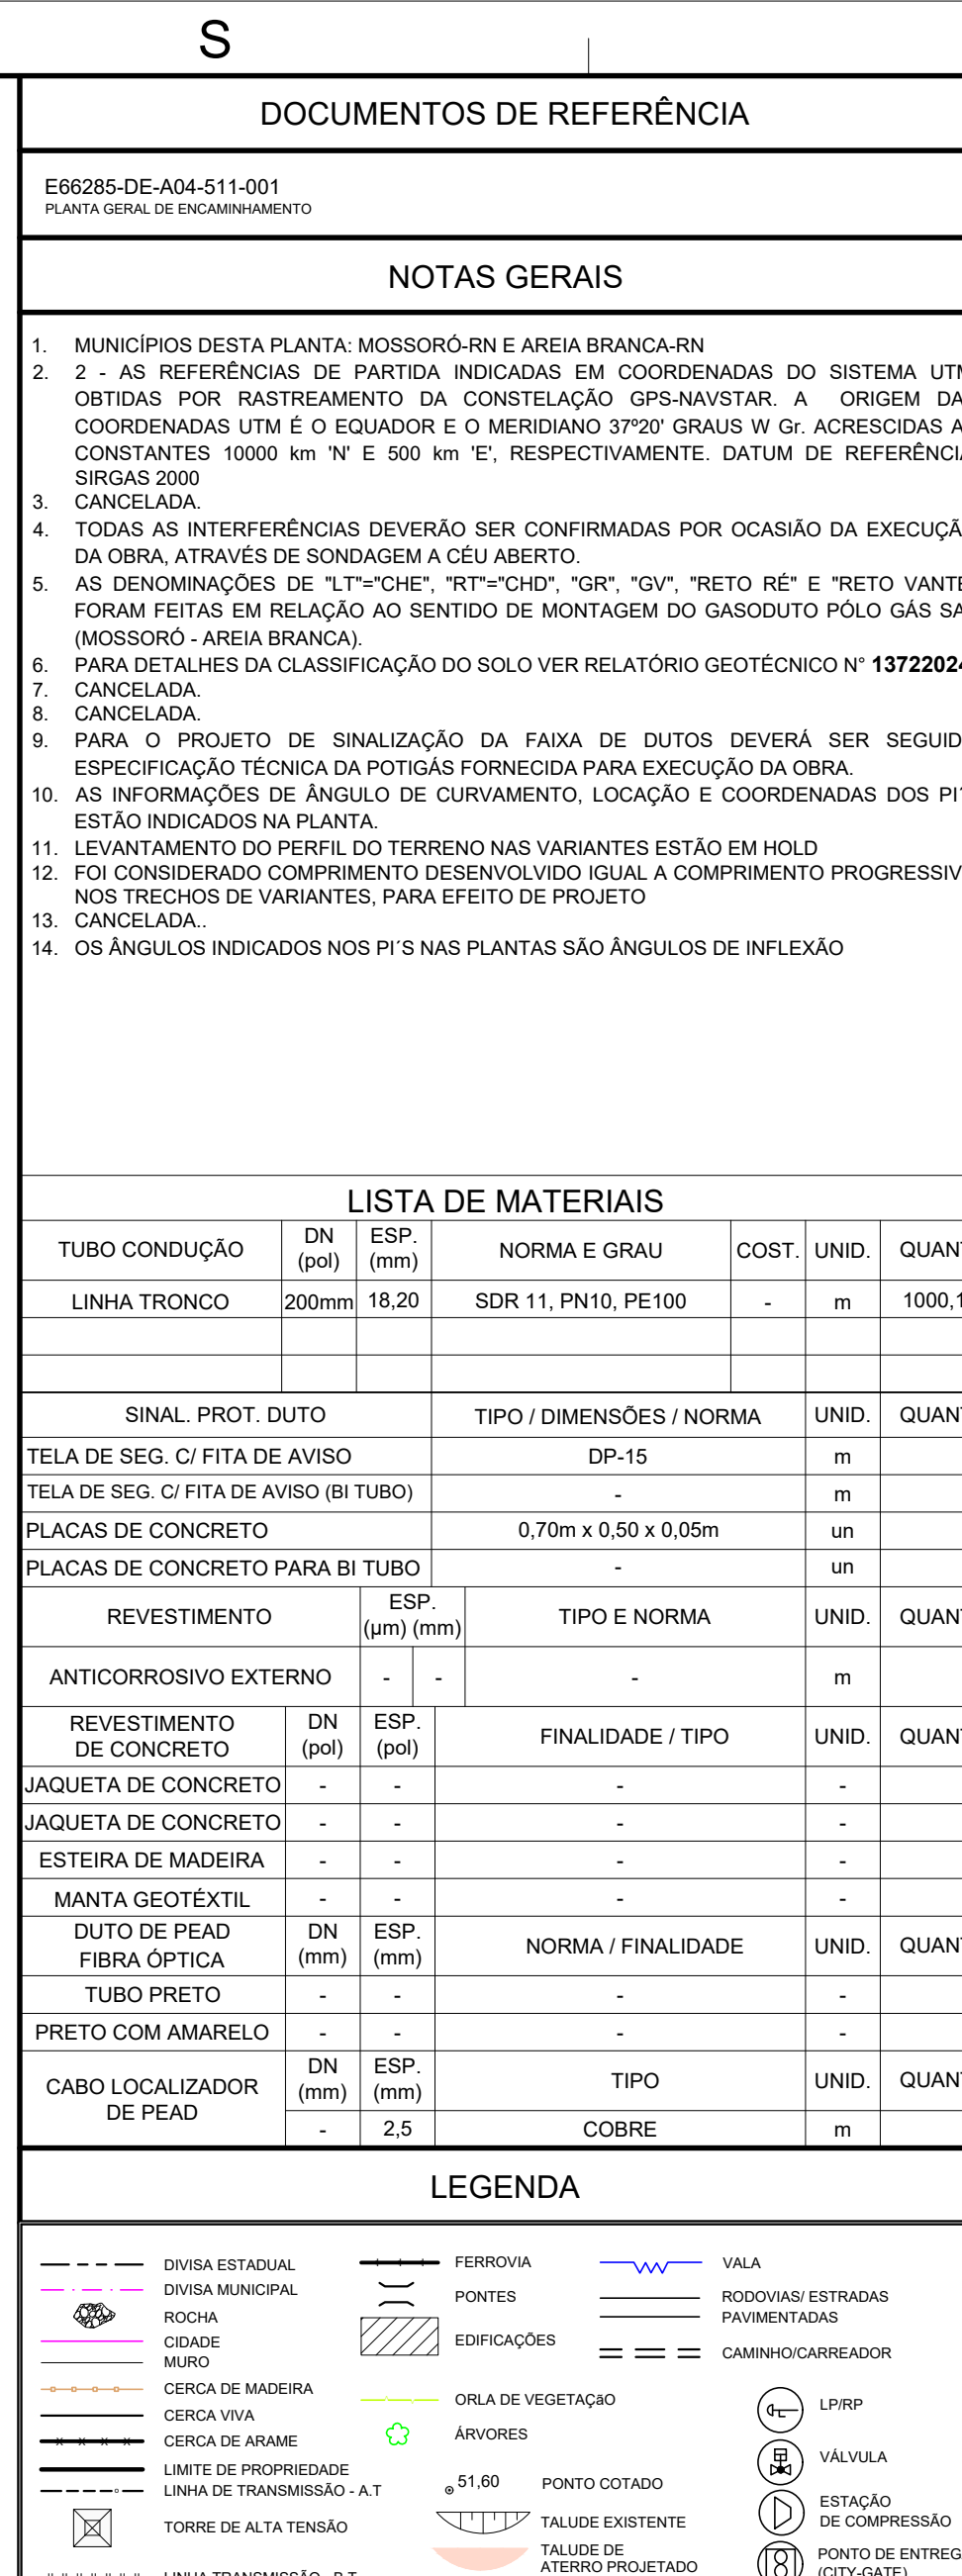 S
DOCUMENTOS DE REFERÊNCIA
E66285-DE-A04-511-001
PLANTA GERAL DE ENCAMINHAMENTO
NOTAS GERAIS
1. MUNICÍPIOS DESTA PLANTA: MOSSORÓ-RN E AREIA BRANCA-RN
2. 2 - AS REFERÊNCIAS DE PARTIDA INDICADAS EM COORDENADAS DO SISTEMA UTM
OBTIDAS POR RASTREAMENTO DA CONSTELAÇÃO GPS-NAVSTAR. A ORIGEM DA
COORDENADAS UTM É O EQUADOR E O MERIDIANO 37º20' GRAUS W Gr. ACRESCIDAS A
CONSTANTES 10000 km 'N' E 500 km 'E', RESPECTIVAMENTE. DATUM DE REFERÊNCIA
SIRGAS 2000
3. CANCELADA.
4. TODAS AS INTERFERÊNCIAS DEVERÃO SER CONFIRMADAS POR OCASIÃO DA EXECUÇÃ
DA OBRA, ATRAVÉS DE SONDAGEM A CÉU ABERTO.
5. AS DENOMINAÇÕES DE "LT"="CHE", "RT"="CHD", "GR", "GV", "RETO RÉ" E "RETO VANTE
FORAM FEITAS EM RELAÇÃO AO SENTIDO DE MONTAGEM DO GASODUTO PÓLO GÁS SA
(MOSSORÓ - AREIA BRANCA).
6. PARA DETALHES DA CLASSIFICAÇÃO DO SOLO VER RELATÓRIO GEOTÉCNICO N° 13722024
7. CANCELADA.
8. CANCELADA.
9. PARA O PROJETO DE SINALIZAÇÃO DA FAIXA DE DUTOS DEVERÁ SER SEGUID
ESPECIFICAÇÃO TÉCNICA DA POTIGÁS FORNECIDA PARA EXECUÇÃO DA OBRA.
10. AS INFORMAÇÕES DE ÂNGULO DE CURVAMENTO, LOCAÇÃO E COORDENADAS DOS PI´
ESTÃO INDICADOS NA PLANTA.
11. LEVANTAMENTO DO PERFIL DO TERRENO NAS VARIANTES ESTÃO EM HOLD
12. FOI CONSIDERADO COMPRIMENTO DESENVOLVIDO IGUAL A COMPRIMENTO PROGRESSIV
NOS TRECHOS DE VARIANTES, PARA EFEITO DE PROJETO
13. CANCELADA..
14. OS ÂNGULOS INDICADOS NOS PI´S NAS PLANTAS SÃO ÂNGULOS DE INFLEXÃO
LISTA DE MATERIAIS
TUBO CONDUÇÃO DN (pol) ESP. (mm) NORMA E GRAU COST. UNID. QUANT
LINHA TRONCO 200mm 18,20 SDR 11, PN10, PE100 - m 1000,1
SINAL. PROT. DUTO TIPO / DIMENSÕES / NORMA UNID. QUANT
TELA DE SEG. C/ FITA DE AVISO DP-15 m
TELA DE SEG. C/ FITA DE AVISO (BI TUBO) - m
PLACAS DE CONCRETO 0,70m x 0,50 x 0,05m un
PLACAS DE CONCRETO PARA BI TUBO - un
REVESTIMENTO ESP. (µm) (mm) TIPO E NORMA UNID. QUANT
ANTICORROSIVO EXTERNO - - - m
REVESTIMENTO DE CONCRETO DN (pol) ESP. (pol) FINALIDADE / TIPO UNID. QUANT
JAQUETA DE CONCRETO - - - -
JAQUETA DE CONCRETO - - - -
ESTEIRA DE MADEIRA - - - -
MANTA GEOTÉXTIL - - - -
DUTO DE PEAD FIBRA ÓPTICA DN (mm) ESP. (mm) NORMA / FINALIDADE UNID. QUANT
TUBO PRETO - - - -
PRETO COM AMARELO - - - -
CABO LOCALIZADOR DE PEAD DN (mm) ESP. (mm) TIPO UNID. QUANT
- 2,5 COBRE m
LEGENDA
DIVISA ESTADUAL
DIVISA MUNICIPAL
ROCHA
CIDADE
MURO
CERCA DE MADEIRA
CERCA VIVA
CERCA DE ARAME
LIMITE DE PROPRIEDADE
LINHA DE TRANSMISSÃO - A.T
TORRE DE ALTA TENSÃO
LINHA TRANSMISSÃO - B.T
FERROVIA
PONTES
EDIFICAÇÕES
ORLA DE VEGETAÇãO
ÁRVORES
51,60 PONTO COTADO
TALUDE EXISTENTE
TALUDE DE
ATERRO PROJETADO
VALA
RODOVIAS/ ESTRADAS
PAVIMENTADAS
CAMINHO/CARREADOR
LP/RP
VÁLVULA
ESTAÇÃO
DE COMPRESSÃO
PONTO DE ENTREGA
(CITY-GATE)